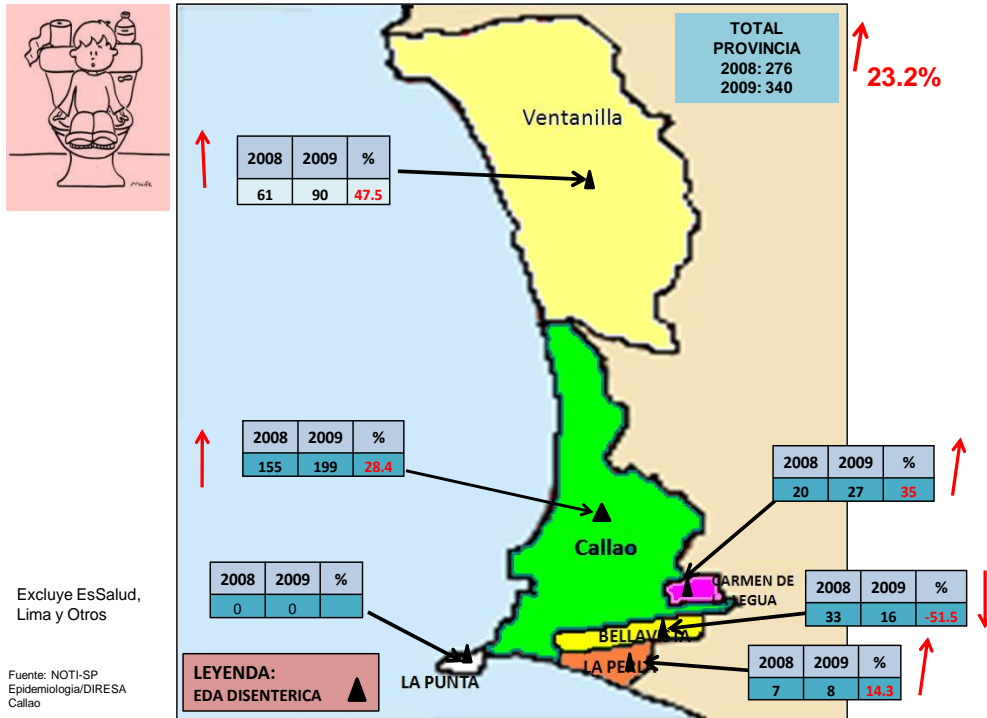 TOTAL
PROVINCIA
2008: 276
2009: 340
23.2%
Ventanilla
2008 2009 %
61 90 47.5
2008 2009 %
155 199 28.4
2008 2009 %
20 27 35
Callao
2008 2009 %
0 0
CARMEN DE
LA LEGUA
2008 2009 %
33 16 -51.5
BELLAVISTA
LA PERLA
LA PUNTA
2008 2009 %
7 8 14.3
Excluye EsSalud,
Lima y Otros
LEYENDA:
EDA DISENTERICA
Fuente: NOTI-SP
Epidemiologia/DIRESA
Callao